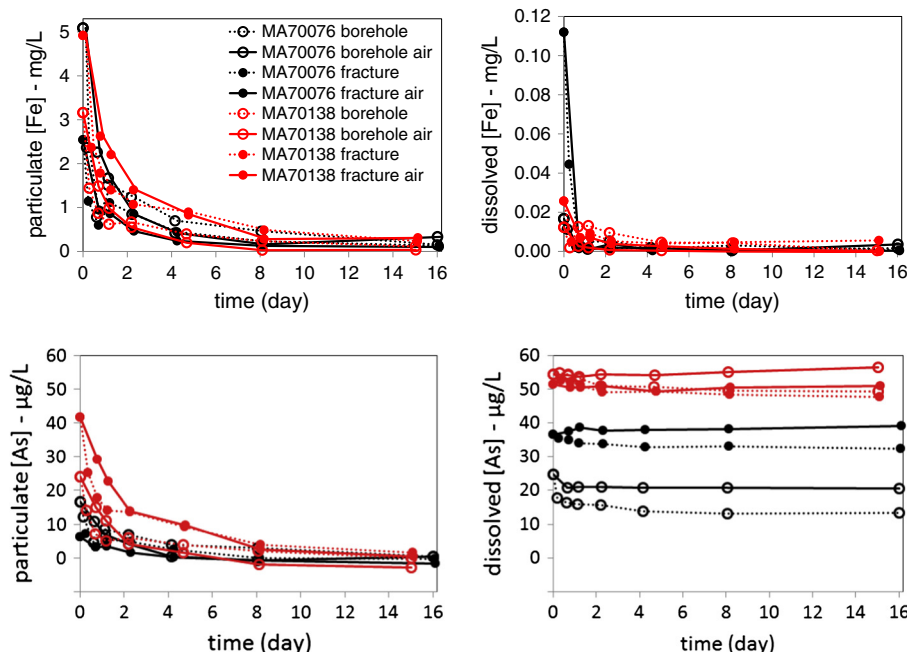 particulate [Fe] - mg/L
5
4
3
2
1
0
0 2 4 6 8 10 12 14 16
time (day)
MA70076 borehole
MA70076 borehole air
MA70076 fracture
MA70076 fracture air
MA70138 borehole
MA70138 borehole air
MA70138 fracture
MA70138 fracture air
dissolved [Fe] - mg/L
0.12
0.10
0.08
0.06
0.04
0.02
0.00
0 2 4 6 8 10 12 14 16
time (day)
particulate [As] - µg/L
60
50
40
30
20
10
0
0 2 4 6 8 10 12 14 16
time (day)
dissolved [As] - µg/L
60
50
40
30
20
10
0
0 2 4 6 8 10 12 14 16
time (day)